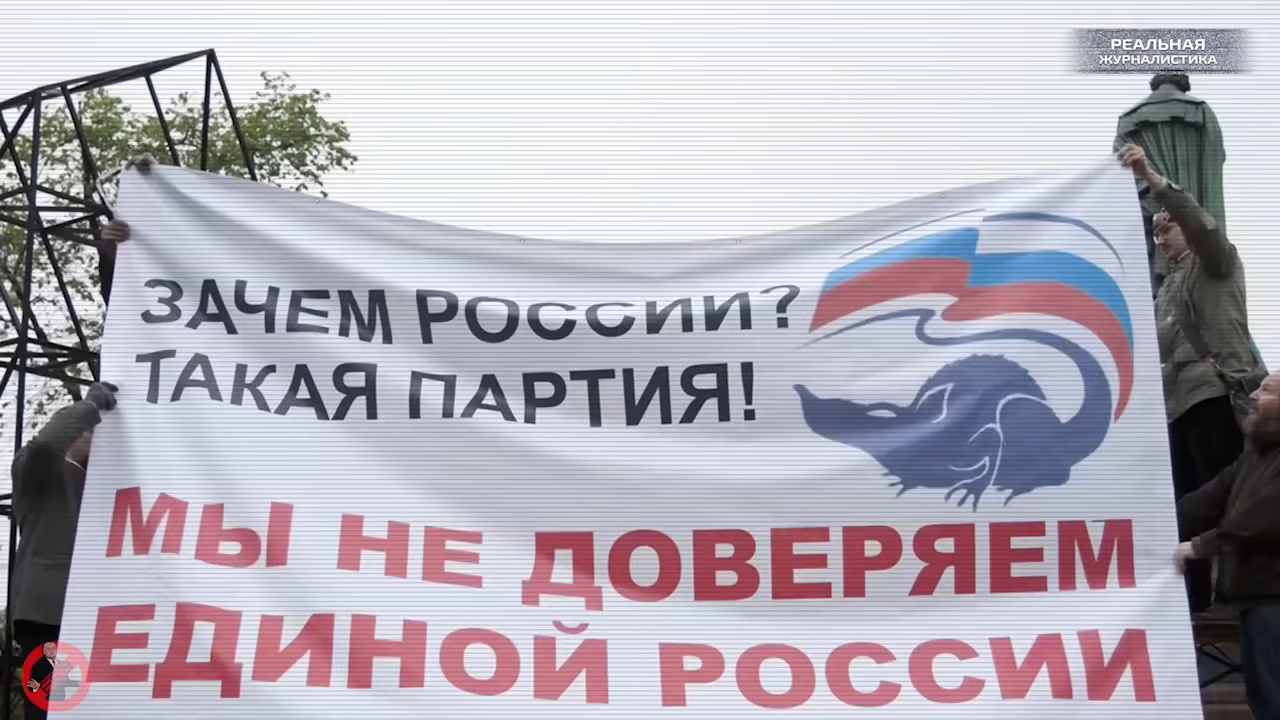 РЕАЛЬНАЯ
ЖУРНАЛИСТИКА
ЗАЧЕМ РОССИИ?
ТАКАЯ ПАРТИЯ!
МЫ НЕ ДОВЕРЯЕМ
ЕДИНОЙ РОССИИ